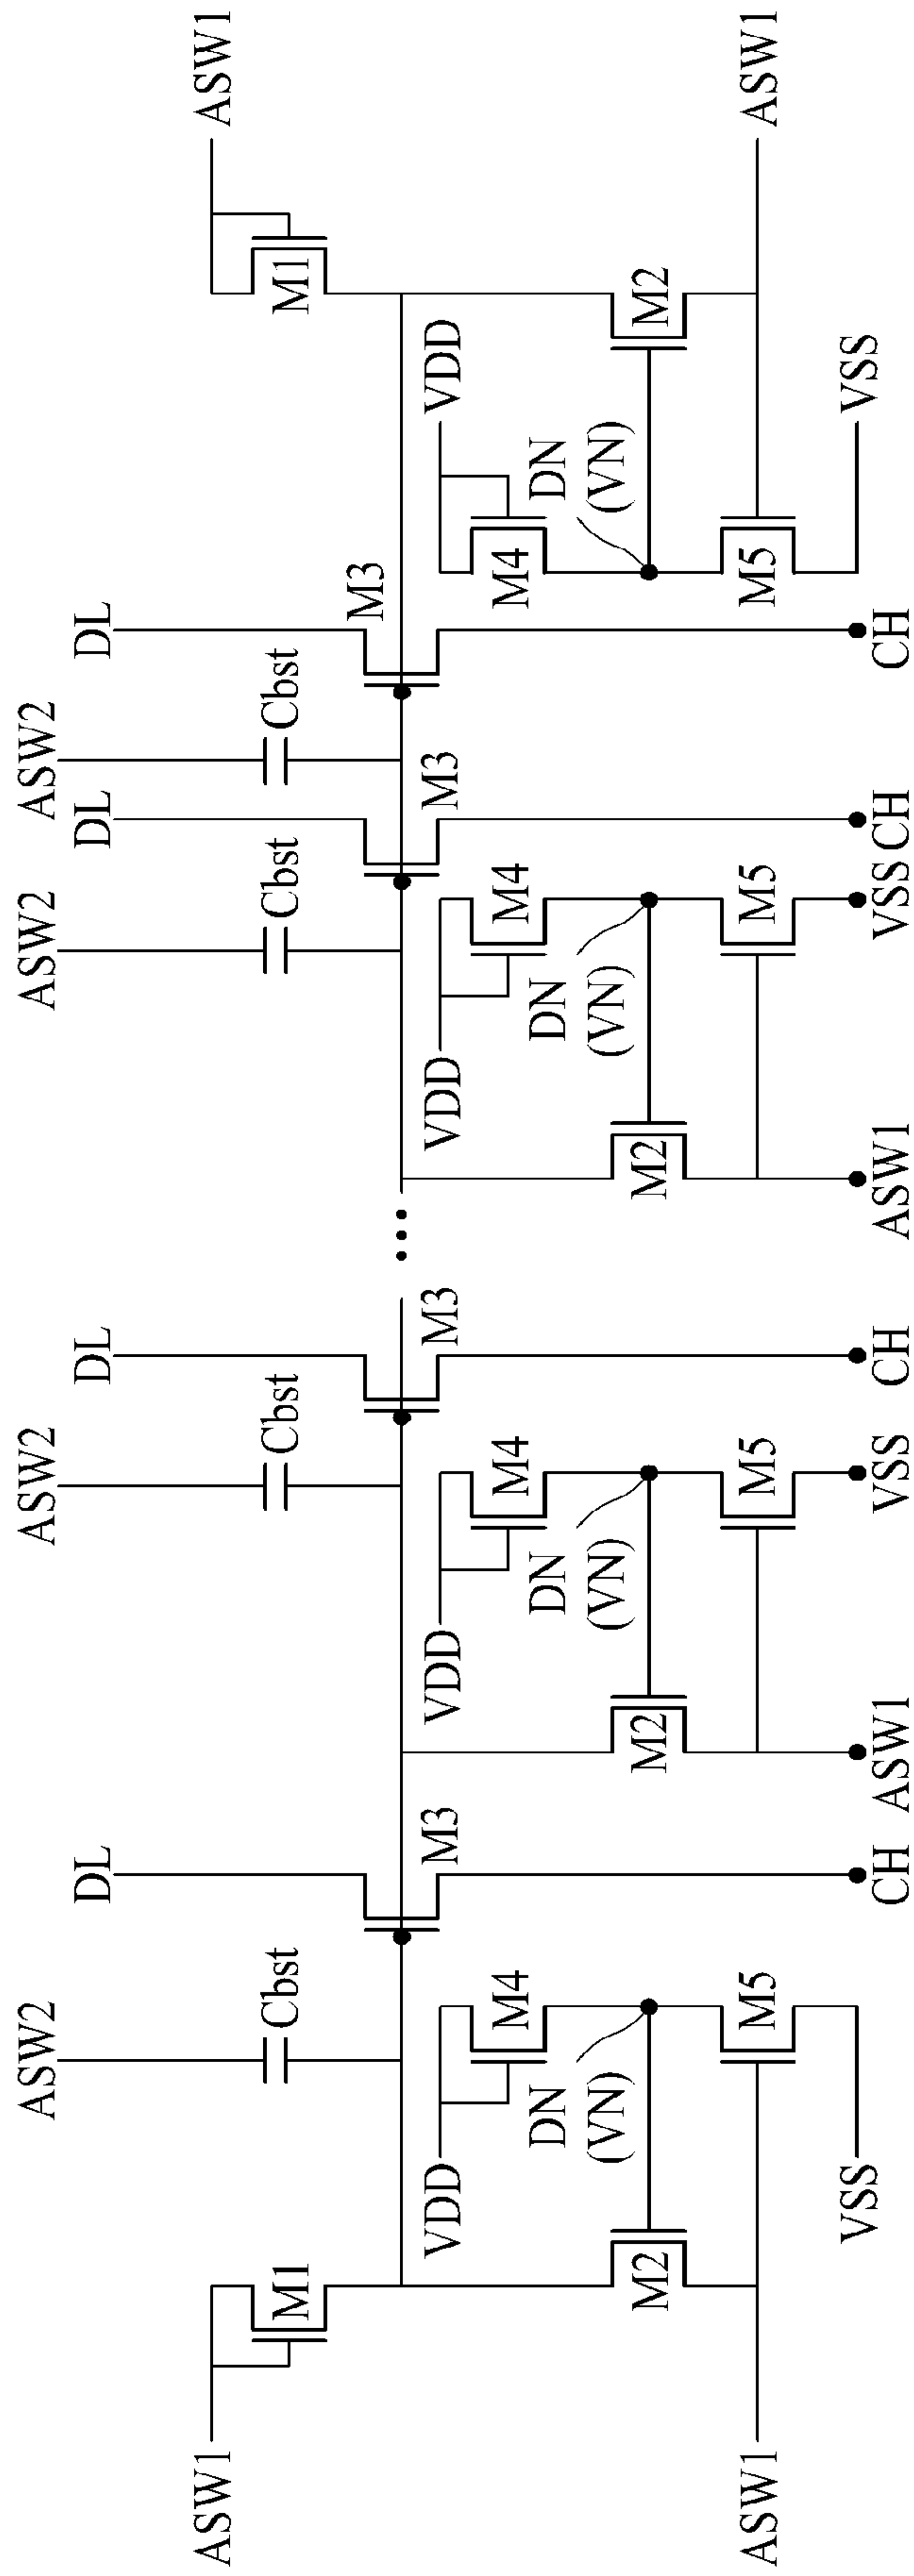 ASW2 ASW2 ASW2 ASW2
DL DL DL DL
ASW1 ASW1
M1 Cbst Cbst Cbst Cbst M1
M3
VDD M3 VDD M3 VDD M3 VDD
M4 M4 M4 M4
DN DN DN DN
(VN) (VN) (VN) (VN)
M2 M2 M2 M2
ASW1 M5 M5 M5 M5 ASW1
VSS VSS
CH ASW1 VSS CH ASW1 VSS CH CH